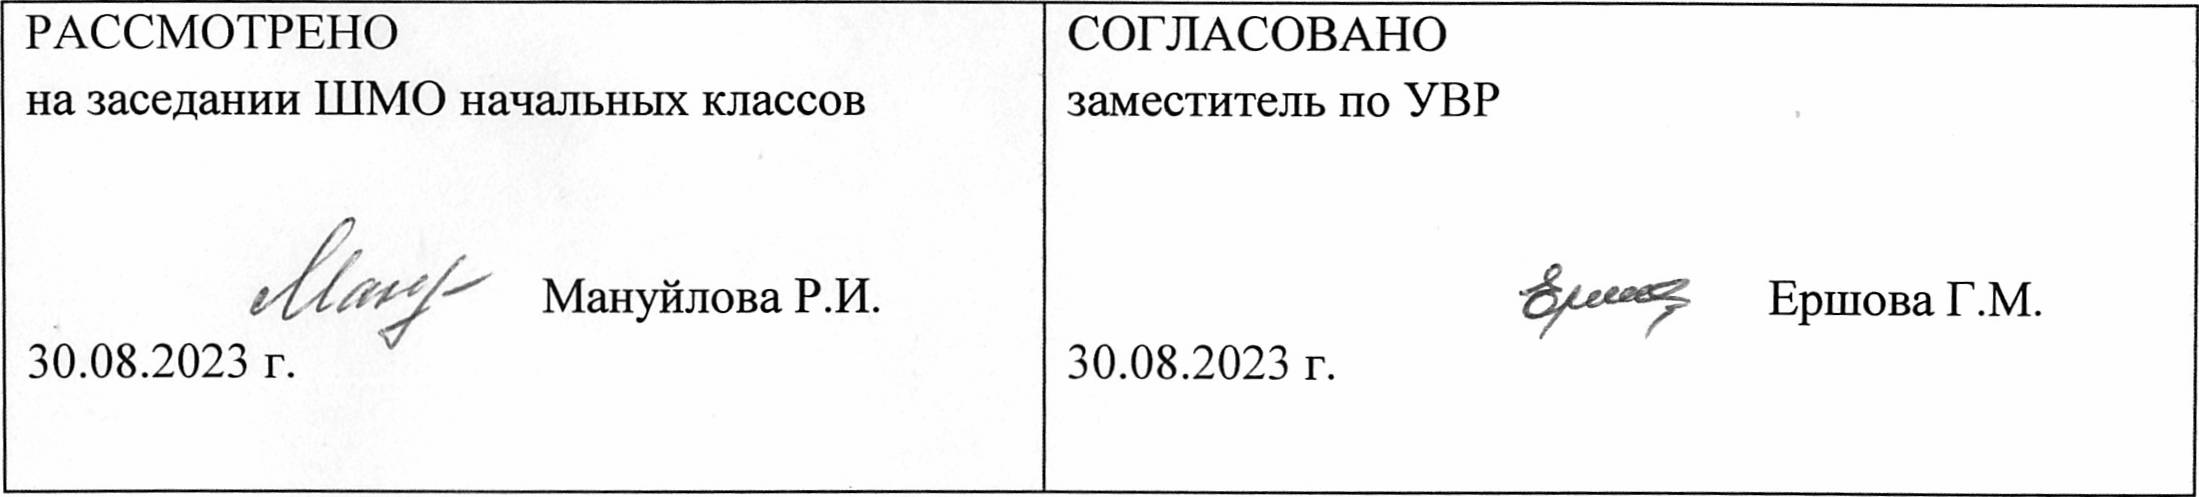 РАССМОТРЕНО
на заседании ШМО начальных классов
Мануйлова Р.И.
30.08.2023 г.
СОГЛАСОВАНО
заместитель по УВР
Ершова Г.М.
30.08.2023 г.